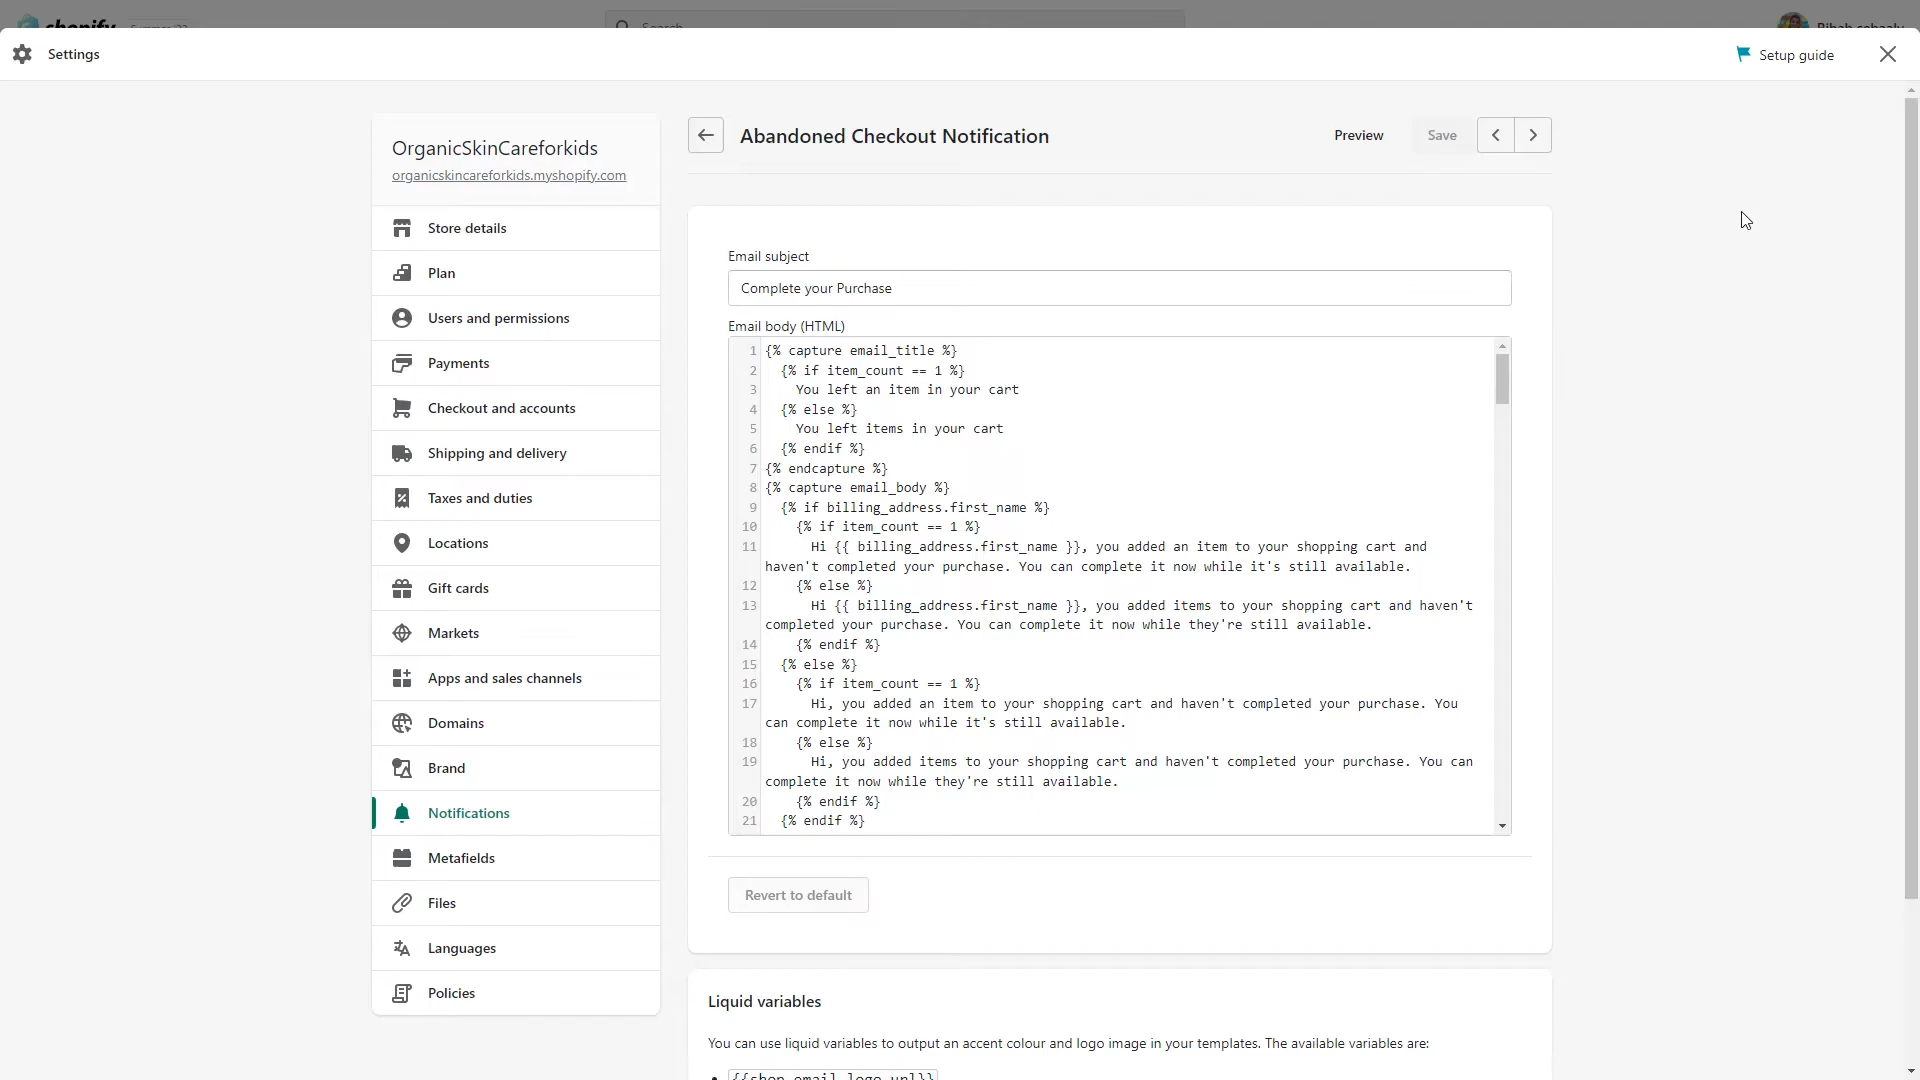 Settings
Setup guide
OrganicSkinCareforkids
organicskincareforkids.myshopify.com
Store details
Plan
Users and permissions
Payments
Checkout and accounts
Shipping and delivery
Taxes and duties
Locations
Gift cards
Markets
Apps and sales channels
Domains
Brand
Notifications
Metafields
Files
Languages
Policies
Abandoned Checkout Notification
Preview
Save
Email subject
Complete your Purchase
Email body (HTML)
1 {% capture email_title %}
2 {% if item_count == 1 %}
3 You left an item in your cart
4 {% else %}
5 You left items in your cart
6 {% endif %}
7 {% endcapture %}
8 {% capture email_body %}
9 {% if billing_address.first_name %}
10 {% if item_count == 1 %}
11 Hi {{ billing_address.first_name }}, you added an item to your shopping cart and
haven't completed your purchase. You can complete it now while it's still available.
12 {% else %}
13 Hi {{ billing_address.first_name }}, you added items to your shopping cart and haven't
completed your purchase. You can complete it now while they're still available.
14 {% endif %}
15 {% else %}
16 {% if item_count == 1 %}
17 Hi, you added an item to your shopping cart and haven't completed your purchase. You
can complete it now while it's still available.
18 {% else %}
19 Hi, you added items to your shopping cart and haven't completed your purchase. You can
complete it now while they're still available.
20 {% endif %}
21 {% endif %}
Revert to default
Liquid variables
You can use liquid variables to output an accent colour and logo image in your templates. The available variables are:
{{shop.email_logo_url}}